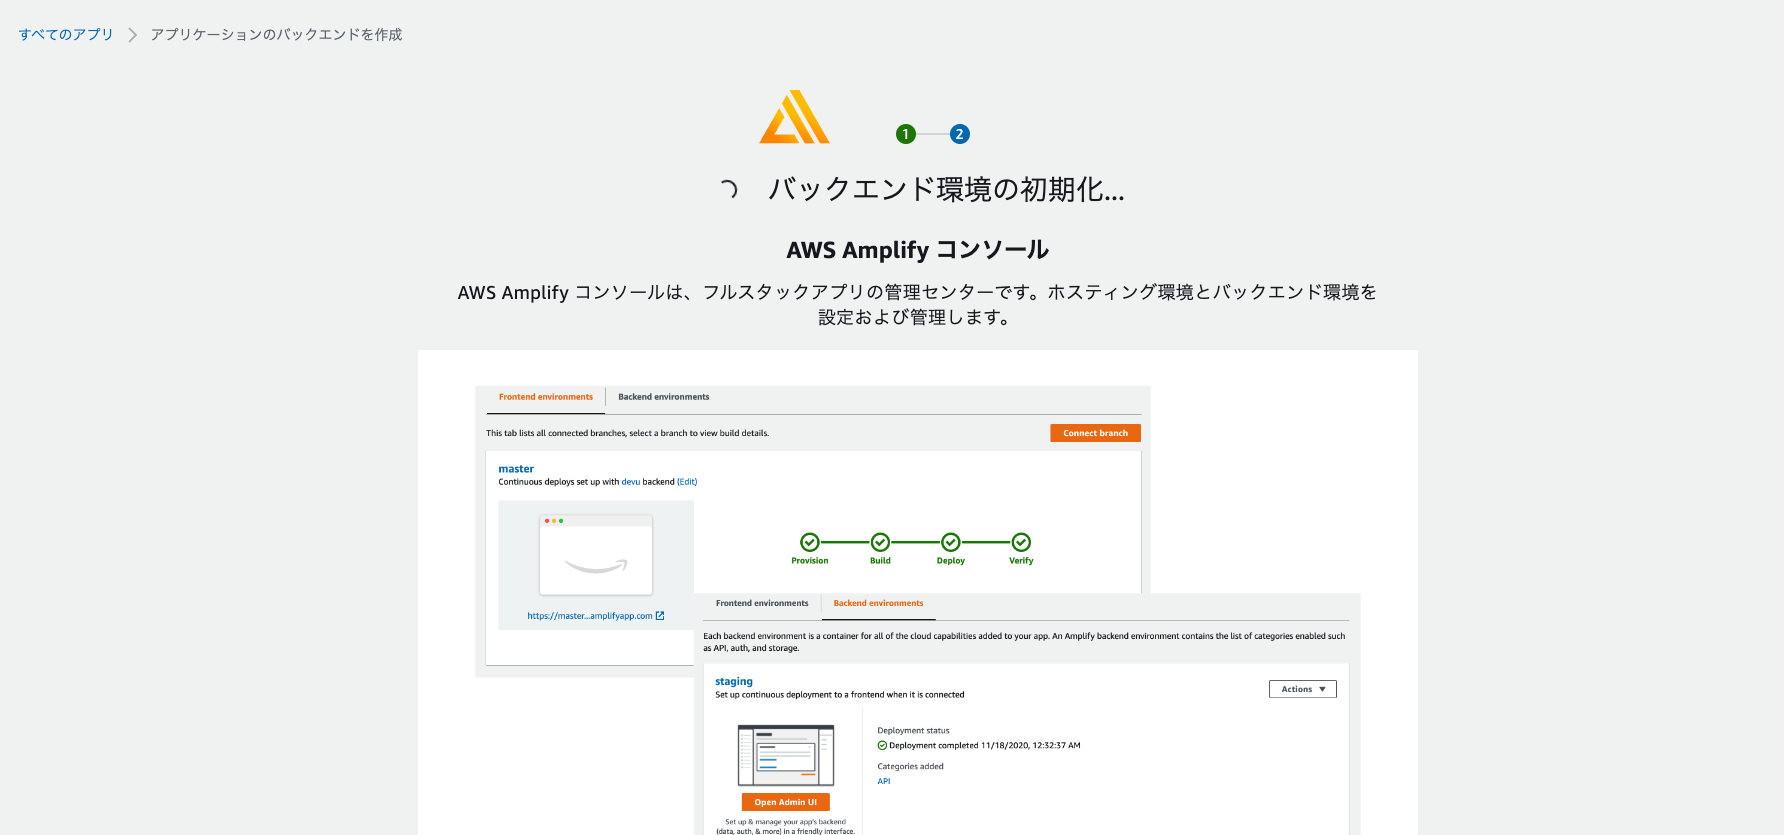 すべてのアプリ
アプリケーションのバックエンドを作成
1
2
バックエンド環境の初期化...
AWS Amplify コンソール
AWS Amplify コンソールは、フルスタックアプリの管理センターです。ホスティング環境とバックエンド環境を
設定および管理します。
Frontend environments
Backend environments
This tab lists all connected branches, select a branch to view build details.
Connect branch
master
Continuous deploys set up with devu backend (Edit)
Provision
Build
Deploy
Verify
https://master...amplifyapp.com
Frontend environments
Backend environments
Each backend environment is a container for all of the cloud capabilities added to your app. An Amplify backend environment contains the list of categories enabled such
as API, auth, and storage.
staging
Set up continuous deployment to a frontend when it is connected
Actions
Deployment status
Deployment completed 11/18/2020, 12:32:37 AM
Categories added
API
Open Admin UI
Set up & manage your app's backend
(data, auth, & more) in a friendly interface.